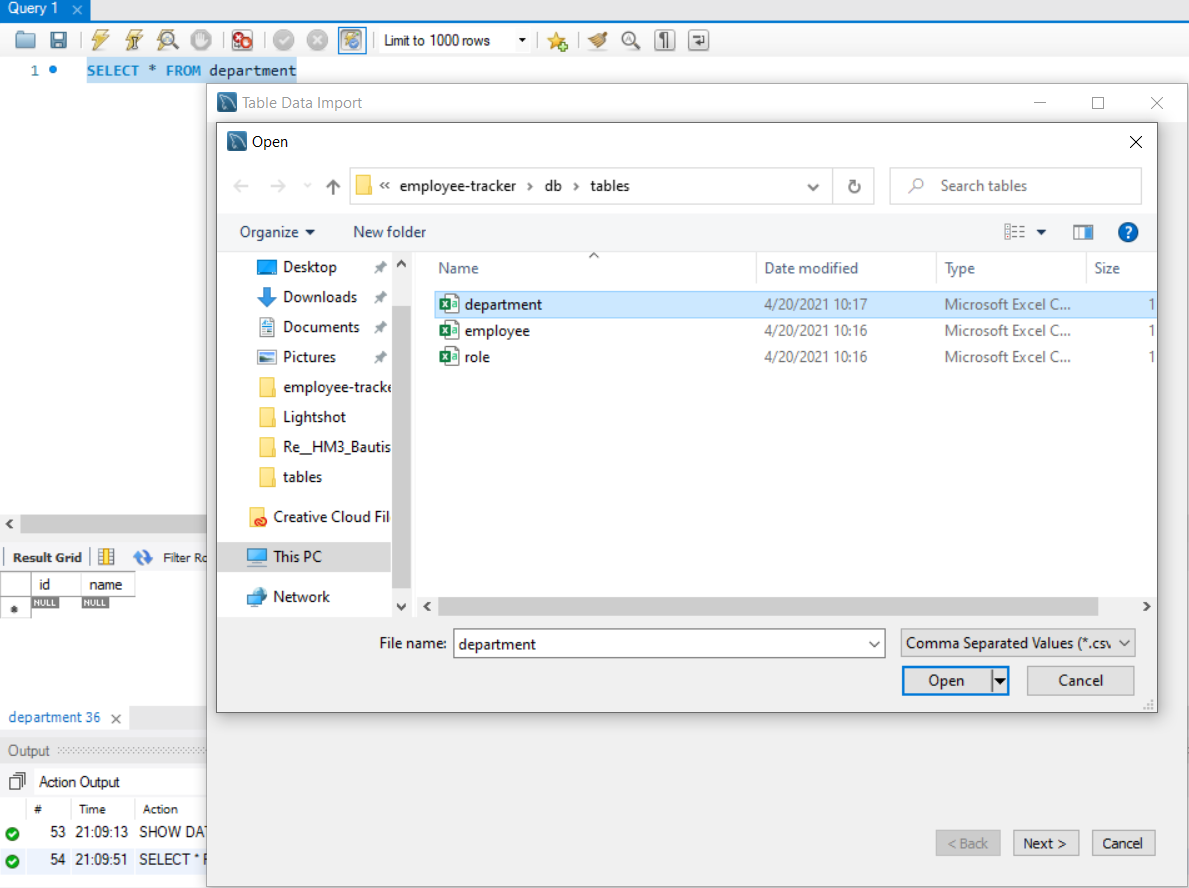 Query 1
Limit to 1000 rows
1 SELECT * FROM department
Table Data Import
Open
« employee-tracker › db › tables
Search tables
Organize
New folder
Desktop
Downloads
Documents
Pictures
employee-tracke
Lightshot
Re__HM3_Bautis
tables
Creative Cloud Fil
This PC
Network
Name Date modified Type Size
department 4/20/2021 10:17 Microsoft Excel C... 1
employee 4/20/2021 10:16 Microsoft Excel C... 1
role 4/20/2021 10:16 Microsoft Excel C... 1
File name: department
Comma Separated Values (*.csv
Open
Cancel
Result Grid
Filter Ro
id name
NULL NULL
department 36
Output
Action Output
# Time Action
53 21:09:13 SHOW DAT
54 21:09:51 SELECT * F
< Back
Next >
Cancel